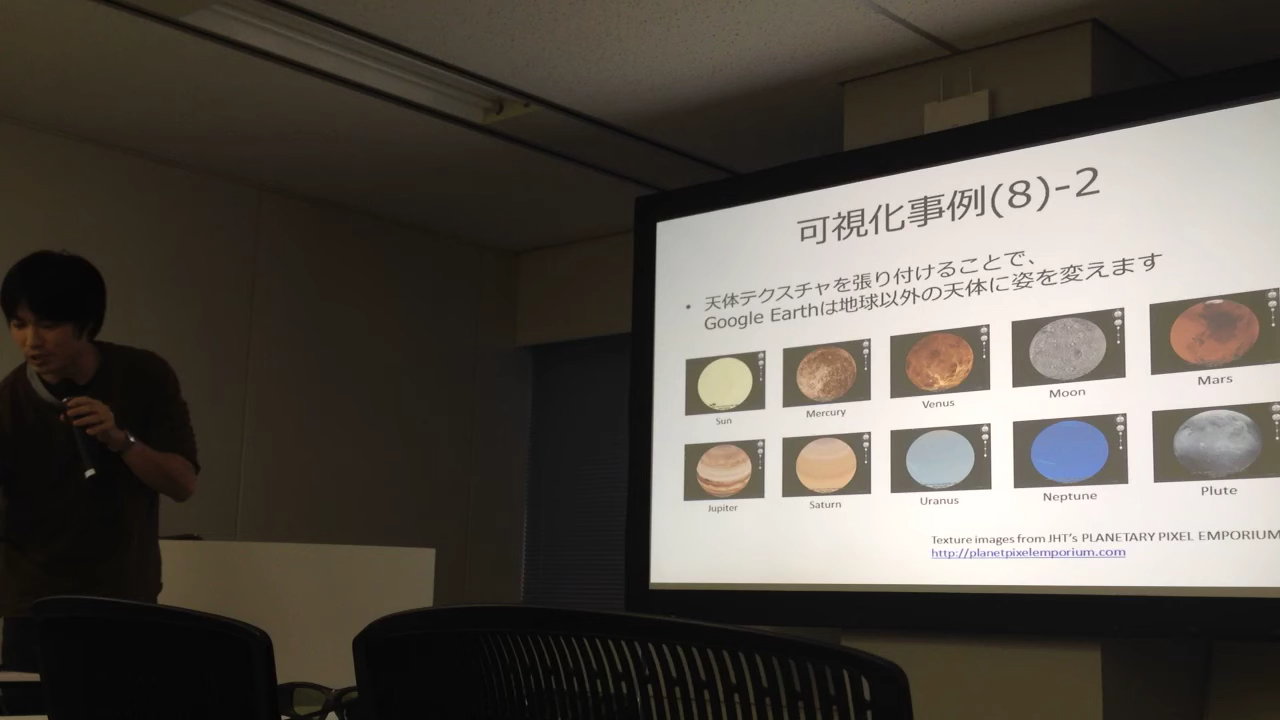 可視化事例(8)-2
• 天体テクスチャを張り付けることで、
Google Earthは地球以外の天体に姿を変えます
Sun
Mercury
Venus
Moon
Mars
Jupiter
Saturn
Uranus
Neptune
Plute
Texture images from JHT's PLANETARY PIXEL EMPORIUM
http://planetpixelemporium.com